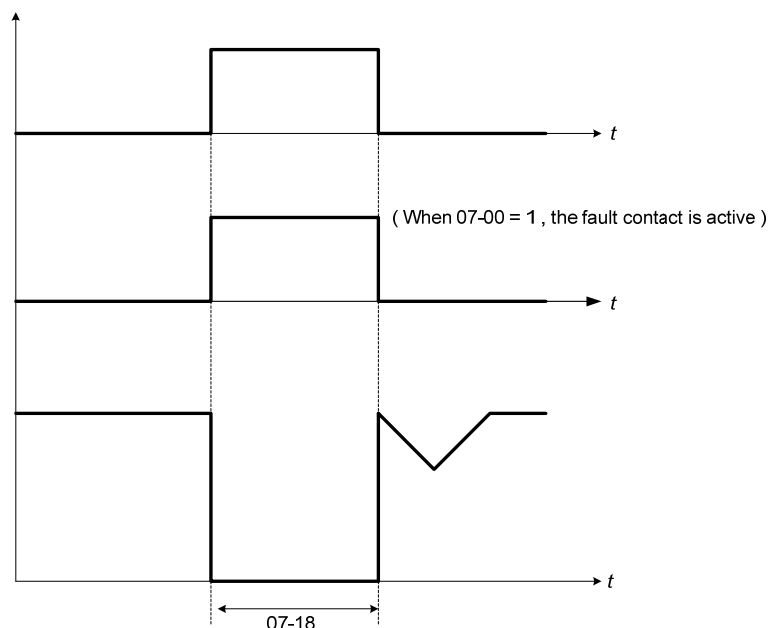 t
( When 07-00 = 1 , the fault contact is active )
t
t
07-18